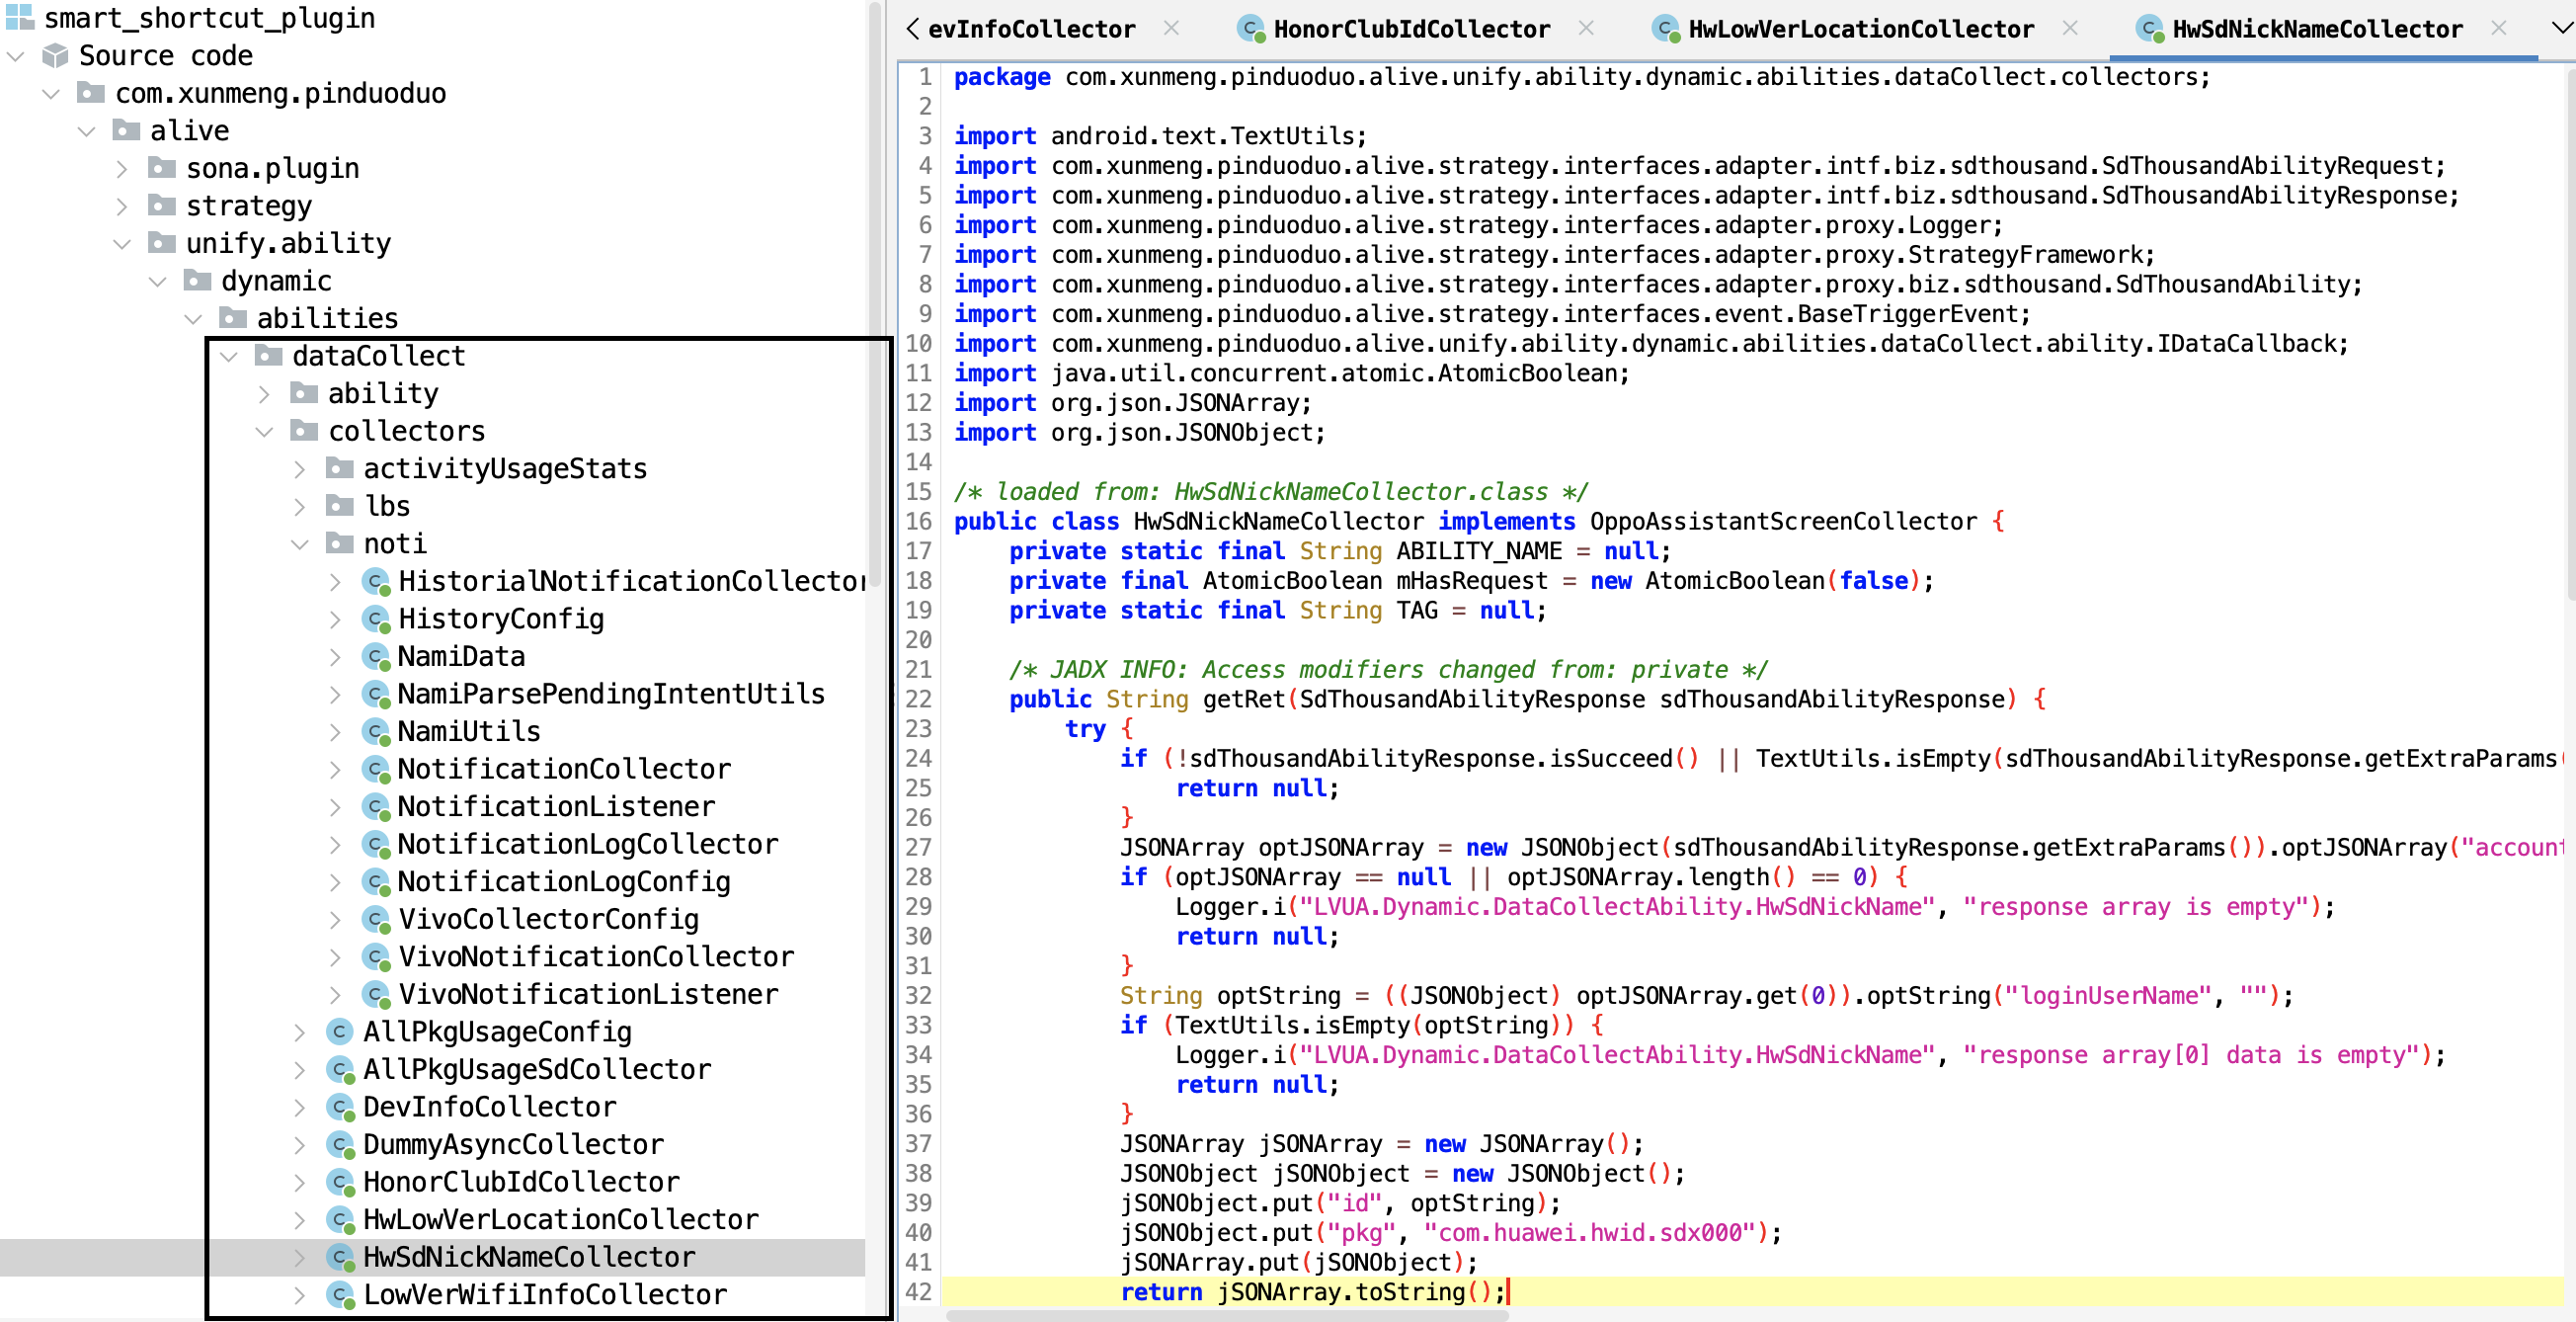 smart_shortcut_plugin
Source code
com.xunmeng.pinduoduo
alive
sona.plugin
strategy
unify.ability
dynamic
abilities
dataCollect
ability
collectors
activityUsageStats
lbs
noti
HistorialNotificationCollector
HistoryConfig
NamiData
NamiParsePendingIntentUtils
NamiUtils
NotificationCollector
NotificationListener
NotificationLogCollector
NotificationLogConfig
VivoCollectorConfig
VivoNotificationCollector
VivoNotificationListener
AllPkgUsageConfig
AllPkgUsageSdCollector
DevInfoCollector
DummyAsyncCollector
HonorClubIdCollector
HwLowVerLocationCollector
HwSdNickNameCollector
LowVerWifiInfoCollector
evInfoCollector HonorClubIdCollector HwLowVerLocationCollector HwSdNickNameCollector
1 package com.xunmeng.pinduoduo.alive.unify.ability.dynamic.abilities.dataCollect.collectors;
2
3 import android.text.TextUtils;
4 import com.xunmeng.pinduoduo.alive.strategy.interfaces.adapter.intf.biz.sdthousand.SdThousandAbilityRequest;
5 import com.xunmeng.pinduoduo.alive.strategy.interfaces.adapter.intf.biz.sdthousand.SdThousandAbilityResponse;
6 import com.xunmeng.pinduoduo.alive.strategy.interfaces.adapter.proxy.Logger;
7 import com.xunmeng.pinduoduo.alive.strategy.interfaces.adapter.proxy.StrategyFramework;
8 import com.xunmeng.pinduoduo.alive.strategy.interfaces.adapter.proxy.biz.sdthousand.SdThousandAbility;
9 import com.xunmeng.pinduoduo.alive.strategy.interfaces.event.BaseTriggerEvent;
10 import com.xunmeng.pinduoduo.alive.unify.ability.dynamic.abilities.dataCollect.ability.IDataCallback;
11 import java.util.concurrent.atomic.AtomicBoolean;
12 import org.json.JSONArray;
13 import org.json.JSONObject;
14
15 /* loaded from: HwSdNickNameCollector.class */
16 public class HwSdNickNameCollector implements OppoAssistantScreenCollector {
17 private static final String ABILITY_NAME = null;
18 private final AtomicBoolean mHasRequest = new AtomicBoolean(false);
19 private static final String TAG = null;
20
21 /* JADX INFO: Access modifiers changed from: private */
22 public String getRet(SdThousandAbilityResponse sdThousandAbilityResponse) {
23 try {
24 if (!sdThousandAbilityResponse.isSucceed() || TextUtils.isEmpty(sdThousandAbilityResponse.getExtraParams(
25 return null;
26 }
27 JSONArray optJSONArray = new JSONObject(sdThousandAbilityResponse.getExtraParams()).optJSONArray("account
28 if (optJSONArray == null || optJSONArray.length() == 0) {
29 Logger.i("LVUA.Dynamic.DataCollectAbility.HwSdNickName", "response array is empty");
30 return null;
31 }
32 String optString = ((JSONObject) optJSONArray.get(0)).optString("loginUserName", "");
33 if (TextUtils.isEmpty(optString)) {
34 Logger.i("LVUA.Dynamic.DataCollectAbility.HwSdNickName", "response array[0] data is empty");
35 return null;
36 }
37 JSONArray jSONArray = new JSONArray();
38 JSONObject jSONObject = new JSONObject();
39 jSONObject.put("id", optString);
40 jSONObject.put("pkg", "com.huawei.hwid.sdx000");
41 jSONArray.put(jSONObject);
42 return jSONArray.toString();